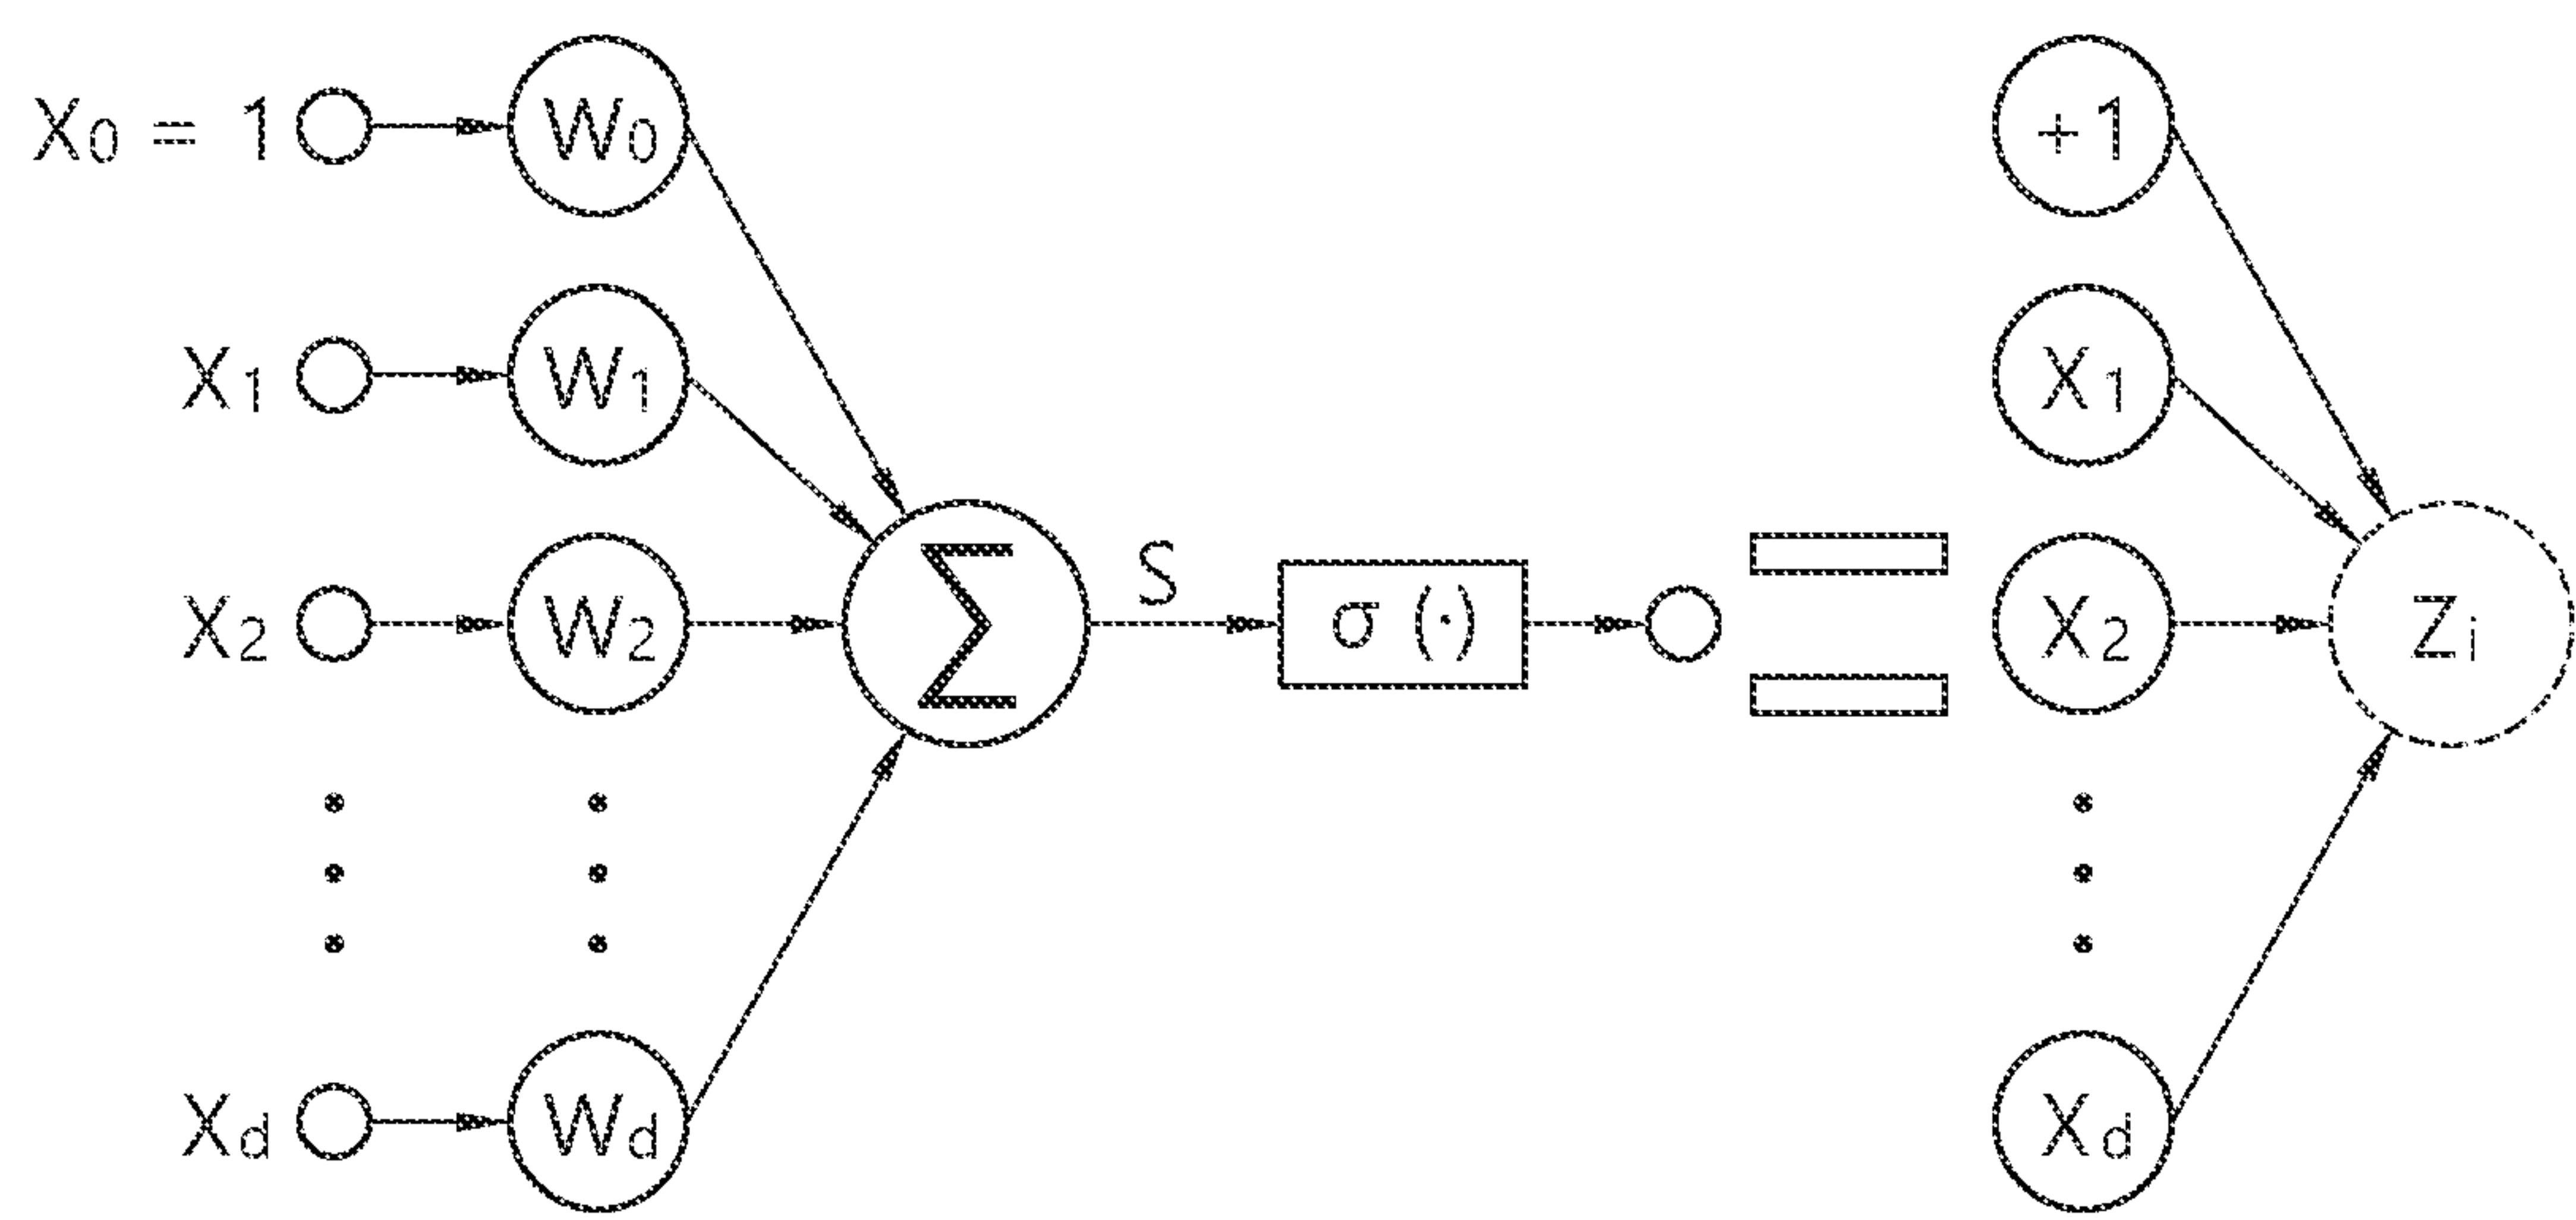 X0 = 1 W0 +1
X1 W1 X1
X2 W2 Σ S σ (·) X2 Zi
Xd Wd Xd